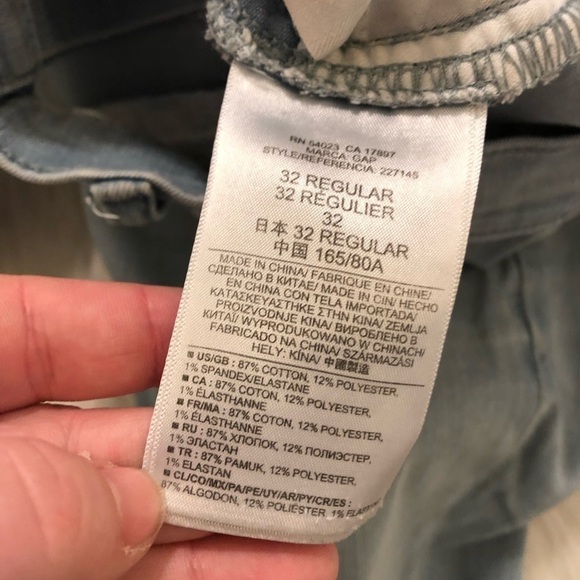 RN 54023 CA 17897
MARCA: GAP
STYLE/REFERENCIA: 227145
32 REGULAR
32 RÉGULIER
32
日本 32 REGULAR
中国 165/80A
MADE IN CHINA/ FABRIQUE EN CHINE/
СДЕЛАНО В КИТАЕ/ MADE IN CIN/ HECHO
EN CHINA CON TELA IMPORTADA/
ΚΑΤΑΣΚΕΥΑΣΤΗΚΕ ΣΤΗΝ ΚΙΝΑ/ ZEMLJA
PROIZVODNJE KINA/ ВИРОБЛЕНО В
КИТАЇ/ WYPRODUKOWANO W CHINACH/
FABRICADO NA CHINA/ SZÁRMAZÁSI
HELY: KÍNA/ 中國製造
■ US/GB : 87% COTTON, 12% POLYESTER,
1% SPANDEX/ELASTANE
■ CA : 87% COTON, 12% POLYESTER,
1% ÉLASTHANNE
■ FR/MA : 87% COTON, 12% POLYESTER,
1% ÉLASTHANNE
■ RU : 87% ХЛОПОК, 12% ПОЛИЭСТЕР,
1% ЭЛАСТАН
■ TR : 87% PAMUK, 12% POLYESTER,
1% ELASTAN
■ CL/CO/MX/PA/PE/UY/AR/PY/CR/ES :
87% ALGODÓN, 12% POLIÉSTER, 1% ELAST